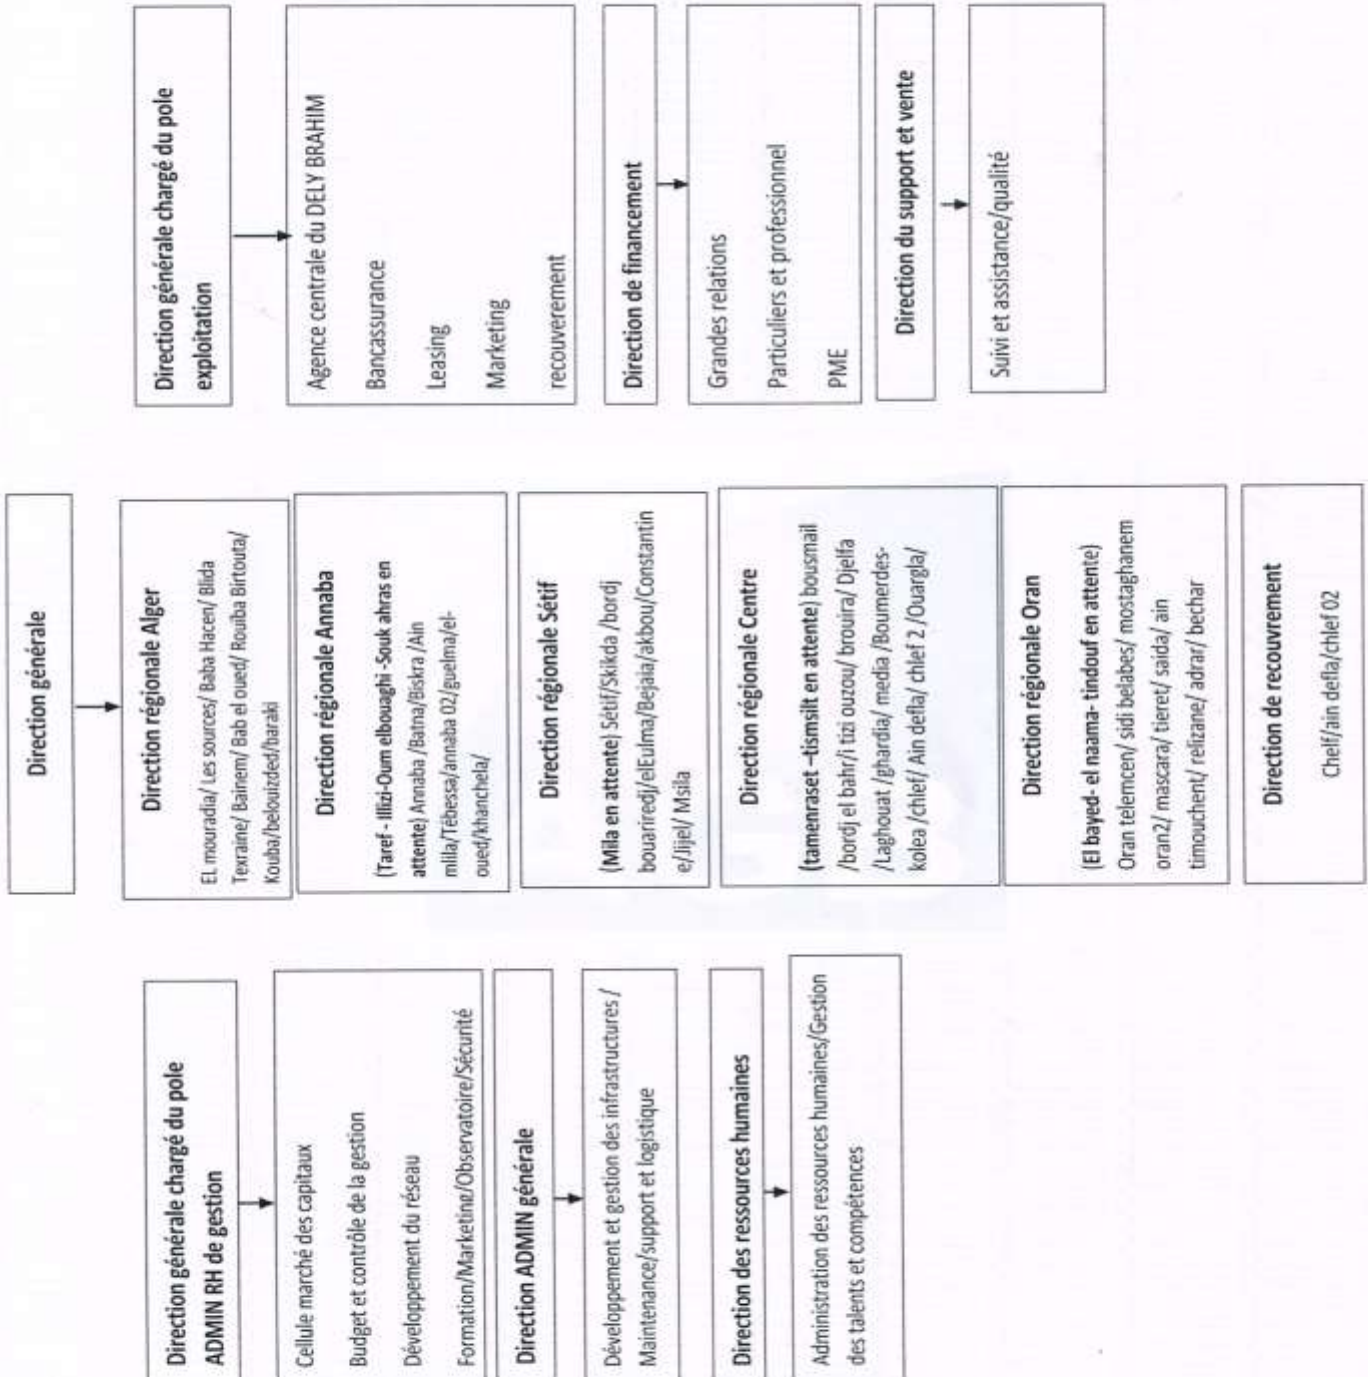 Direction générale chargé du pole
ADMIN RH de gestion
Cellule marché des capitaux
Budget et contrôle de la gestion
Développement du réseau
Formation/Marketing/Observatoire/Sécurité
Direction ADMIN générale
Développement et gestion des infrastructures /
Maintenance/support et logistique
Direction des ressources humaines
Administration des ressources humaines/Gestion
des talents et compétences
Direction générale
Direction régionale Alger
EL mouradia/ Les sources/ Baba Hacen/ Blida
Texraine/ Bainem/ Bab el oued/ Rouiba Birtouta/
Kouba/belouizded/baraki
Direction régionale Annaba
(Taref - Illizi-Oum elbouaghi -Souk ahras en
attente) Annaba /Batna/Biskra /Ain
mlila/Tébessa/annaba 02/guelma/el-
oued/khanchela/
Direction régionale Sétif
(Mila en attente) Sétif/Skikda /bordj
bouariredj/elEulma/Bejaia/akbou/Constantin
e/Jijel/ Msila
Direction régionale Centre
(tamenraset –tismsilt en attente) bousmail
/bordj el bahr/i tizi ouzou/ brouira/ Djelfa
/Laghouat /ghardia/ media /Boumerdes-
kolea /chief/ Ain defla/ chlef 2 /Ouargla/
Direction régionale Oran
(El bayed- el naama- tindouf en attente)
Oran telemcen/ sidi belabes/ mostaghanem
oran2/ mascara/ tieret/ saida/ ain
timouchent/ relizane/ adrar/ bechar
Direction de recouvrement
Chelf/ain defla/chlef 02
Direction générale chargé du pole
exploitation
Agence centrale du DELY BRAHIM
Bancassurance
Leasing
Marketing
recouverement
Direction de financement
Grandes relations
Particuliers et professionnel
PME
Direction du support et vente
Suivi et assistance/qualité